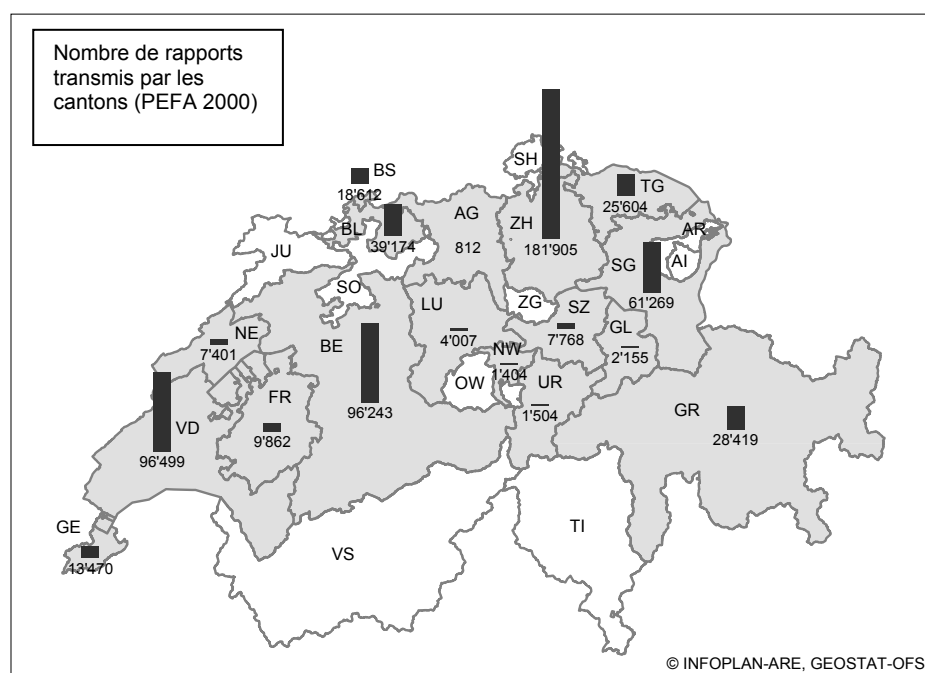 Nombre de rapports
transmis par les
cantons (PEFA 2000)
SH
BS
18'612
TG
25'604
AG
812
ZH
181'905
BL
39'174
AR
AI
SG
61'269
JU
SO
ZG
SZ
7'768
LU
4'007
GL
2'155
NE
7'401
BE
96'243
NW
1'404
OW
UR
1'504
FR
9'862
GR
28'419
VD
96'499
GE
13'470
VS
TI
© INFOPLAN-ARE, GEOSTAT-OFS